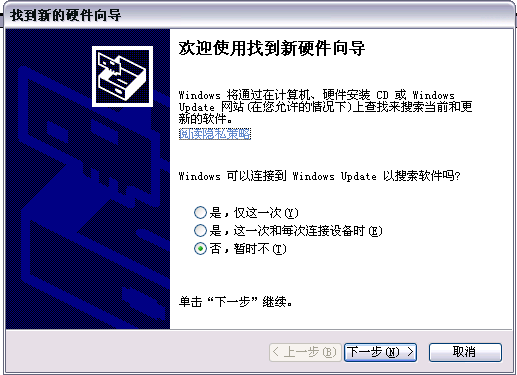 找到新的硬件向导
欢迎使用找到新硬件向导
Windows 将通过在计算机、硬件安装 CD 或 Windows
Update 网站(在您允许的情况下)上查找来搜索当前和更
新的软件。
阅读隐私策略
Windows 可以连接到 Windows Update 以搜索软件吗?
是，仅这一次(Y)
是，这一次和每次连接设备时(E)
否，暂时不(T)
单击“下一步”继续。
< 上一步(B) 下一步(N) > 取消